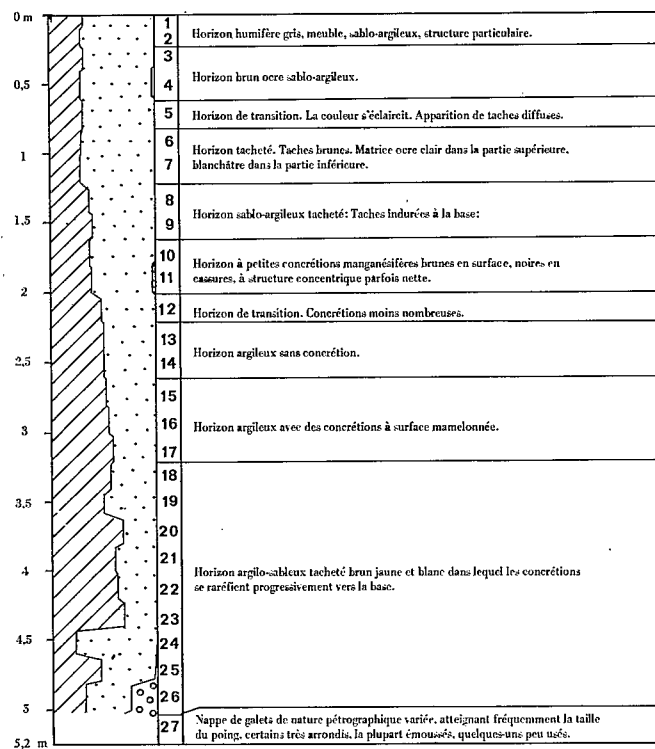 0 m
1
2
Horizon humifère gris, meuble, sablo-argileux, structure particulaire.
3
0,5
4
Horizon brun ocre sablo-argileux.
5
Horizon de transition. La couleur s'éclaircit. Apparition de taches diffuses.
6
Horizon tacheté. Taches brunes. Matrice ocre clair dans la partie supérieure,
1
7
blanchâtre dans la partie inférieure.
8
1.5
9
Horizon sablo-argileux tacheté: Taches indurées à la base:
10
Horizon à petites concrétions manganésifères brunes en surface, noires en
11
cassures, à structure concentrique parfois nette.
2
12
Horizon de transition. Concrétions moins nombreuses.
13
Horizon argileux sans concrétion.
2,5
14
15
16
Horizon argileux avec des concrétions à surface mamelonnée.
3
17
18
3.5
19
20
21
4
Horizon argilo-sableux tacheté brun jaune et blanc dans lequel les concrétions
22
se raréfient progressivement vers la base.
23
4.5
24
25
26
5
27
Nappe de galets de nature pétrographique variée, atteignant fréquemment la taille
du poing, certains très arrondis, la plupart émoussés, quelques-uns peu usés.
5,2 m